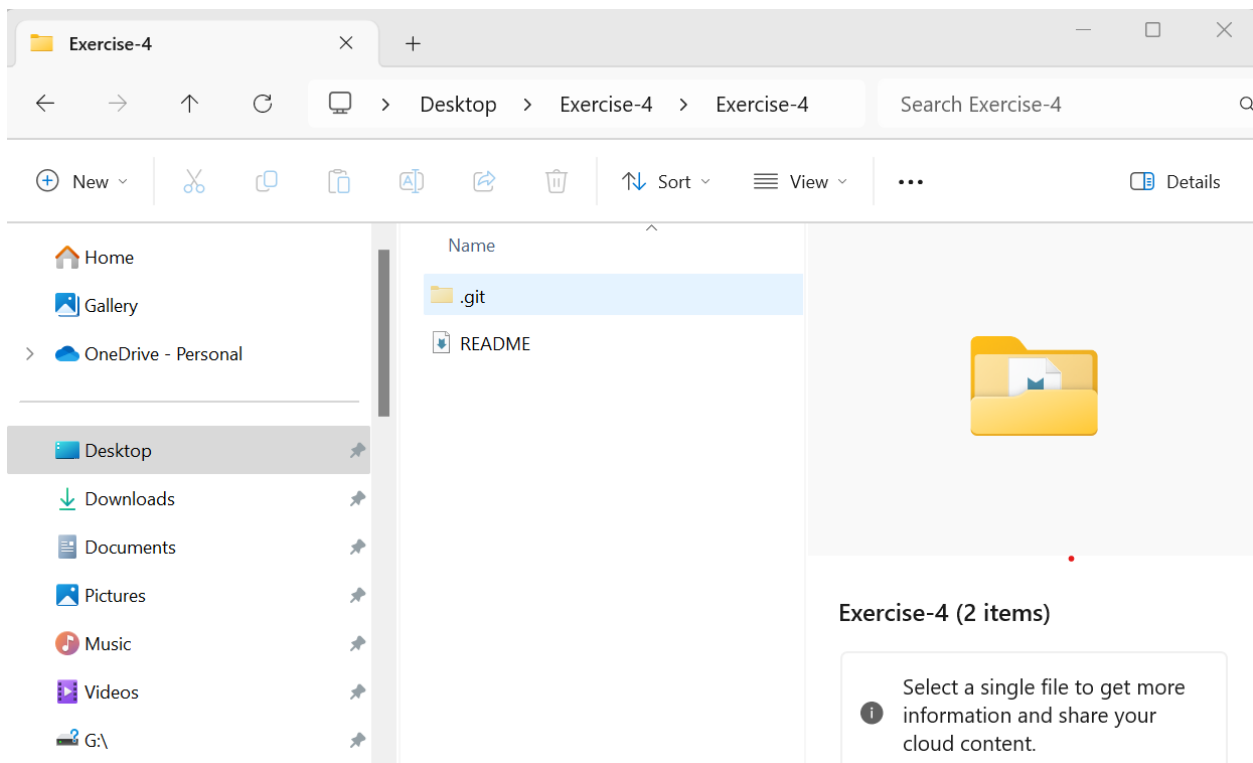 Exercise-4
Desktop > Exercise-4 > Exercise-4
Search Exercise-4
New
Sort
View
Details
Home
Gallery
OneDrive - Personal
Desktop
Downloads
Documents
Pictures
Music
Videos
G:\
Name
.git
README
Exercise-4 (2 items)
Select a single file to get more
information and share your
cloud content.